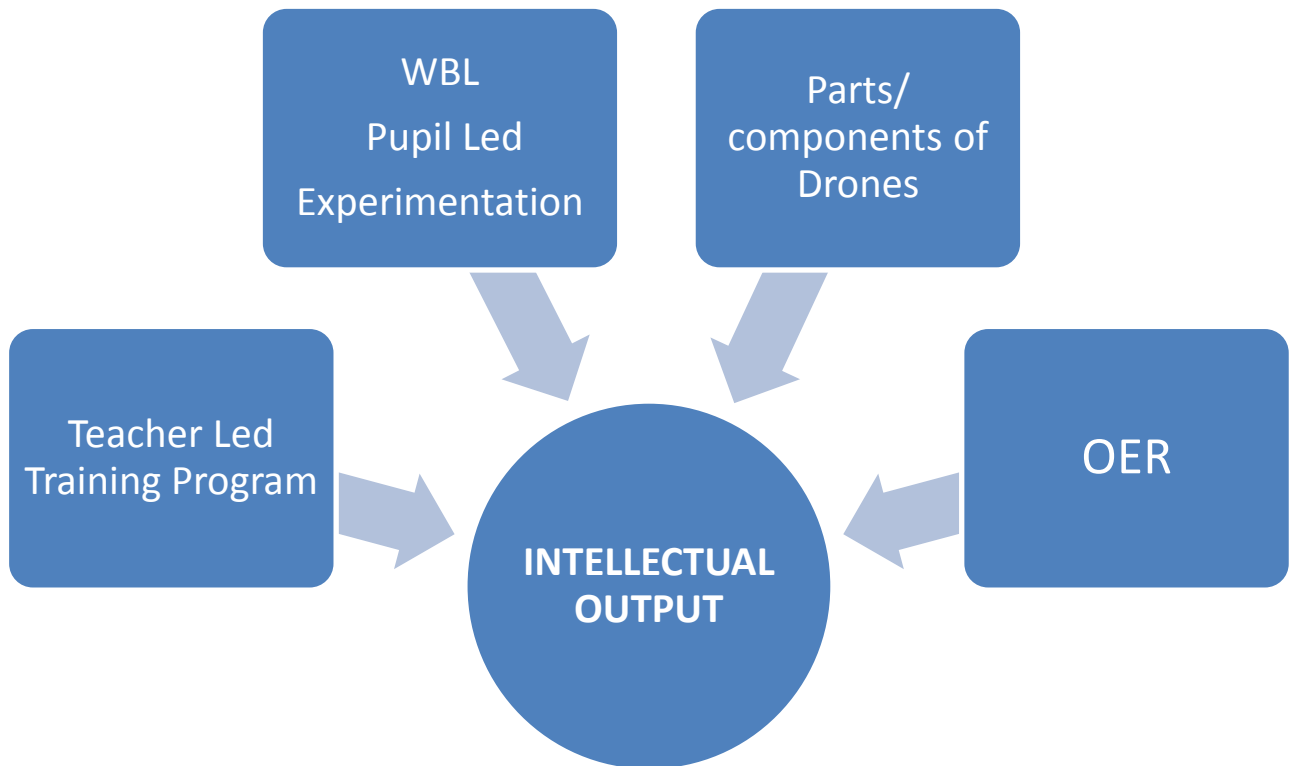 WBL
Pupil Led
Experimentation
Parts/
components of
Drones
Teacher Led
Training Program
OER
INTELLECTUAL
OUTPUT